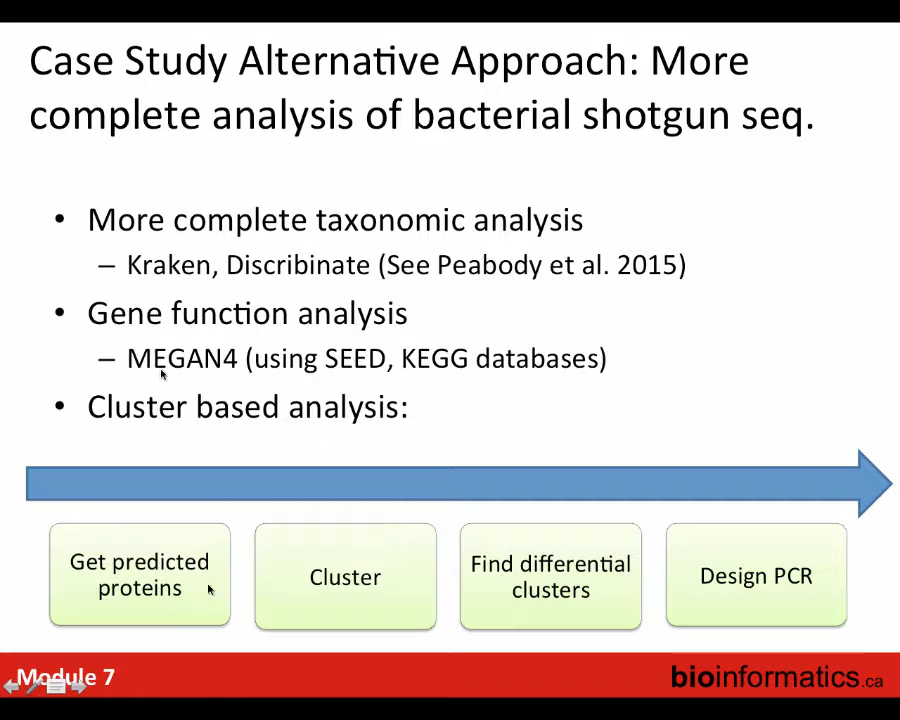 Case Study Alternative Approach: More
complete analysis of bacterial shotgun seq.
• More complete taxonomic analysis
– Kraken, Discribinate (See Peabody et al. 2015)
• Gene function analysis
– MEGAN4 (using SEED, KEGG databases)
• Cluster based analysis:
Get predicted
proteins
Cluster
Find differential
clusters
Design PCR
Module 7
bioinformatics.ca